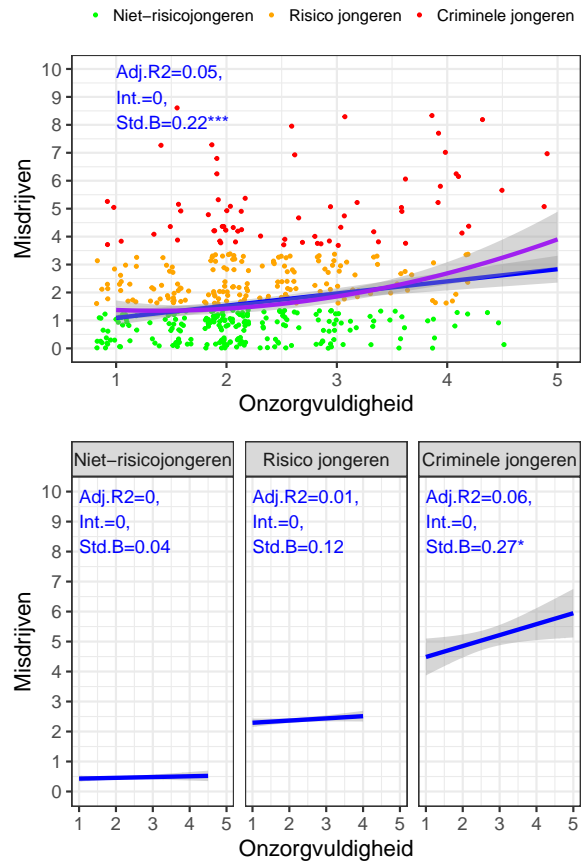 Niet−risicojongeren Risico jongeren Criminele jongeren
10
9
8
7
6
5
4
3
2
1
0
Misdrijven
Adj.R2=0.05,
Int.=0,
Std.B=0.22***
1 2 3 4 5
Onzorgvuldigheid
Niet−risicojongeren Risico jongeren Criminele jongeren
10
9
8
7
6
5
4
3
2
1
0
Misdrijven
Adj.R2=0,
Int.=0,
Std.B=0.04
Adj.R2=0.01,
Int.=0,
Std.B=0.12
Adj.R2=0.06,
Int.=0,
Std.B=0.27*
1 2 3 4 5 1 2 3 4 5 1 2 3 4 5
Onzorgvuldigheid